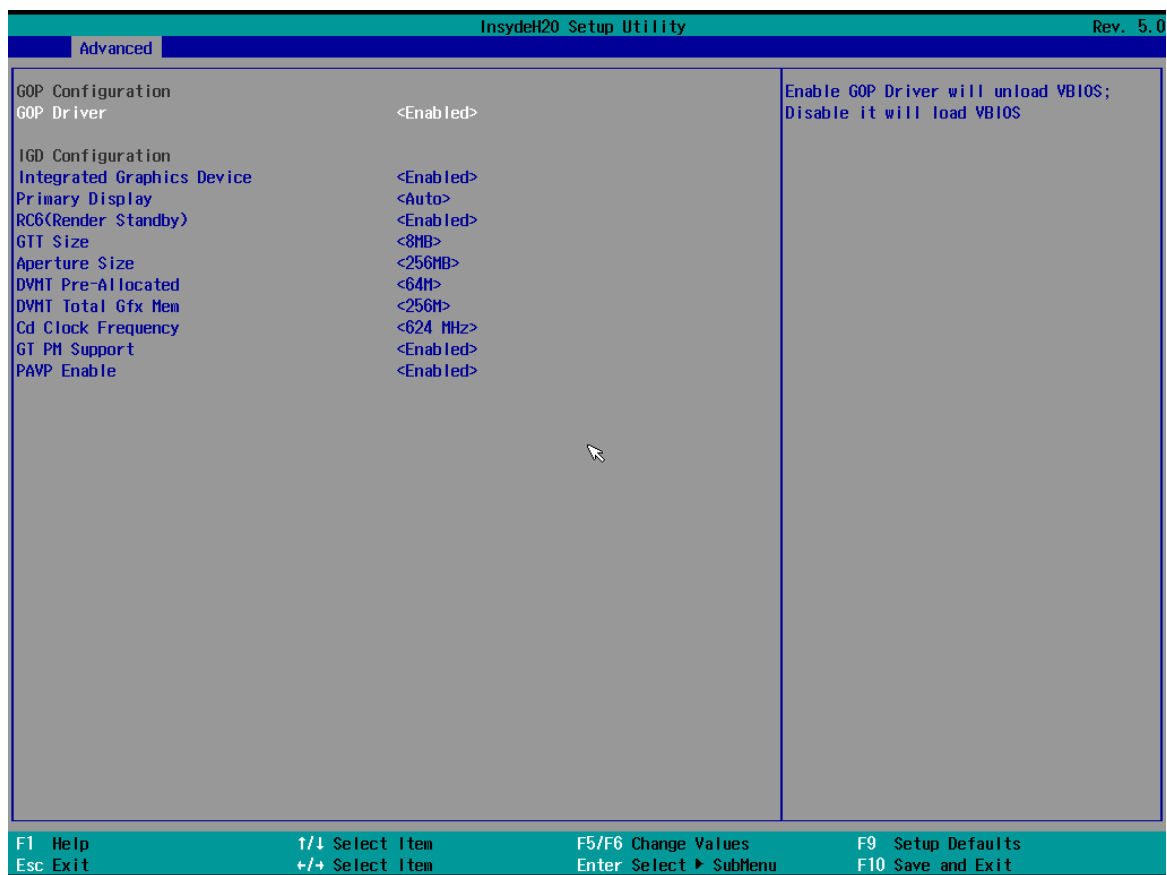 InsydeH20 Setup Utility Rev. 5.0
Advanced
GOP Configuration
GOP Driver <Enabled>
IGD Configuration
Integrated Graphics Device <Enabled>
Primary Display <Auto>
RC6(Render Standby) <Enabled>
GTT Size <8MB>
Aperture Size <256MB>
DVMT Pre-Allocated <64M>
DVMT Total Gfx Mem <256M>
Cd Clock Frequency <624 MHz>
GT PM Support <Enabled>
PAVP Enable <Enabled>
Enable GOP Driver will unload VBIOS;
Disable it will load VBIOS
F1 Help ↑/↓ Select Item F5/F6 Change Values F9 Setup Defaults
Esc Exit ←/→ Select Item Enter Select ▶ SubMenu F10 Save and Exit